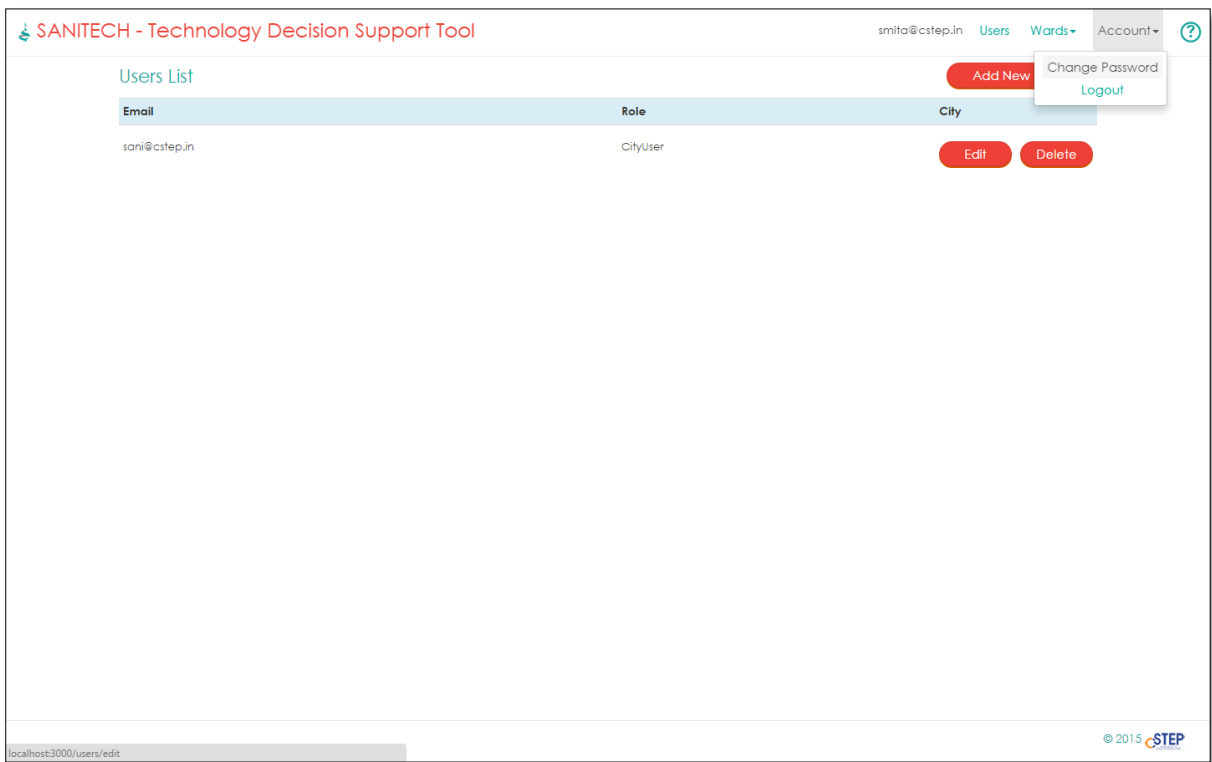 SANITECH - Technology Decision Support Tool
smita@cstep.in Users Wards Account ?
Users List
Add New
Change Password
Logout
Email Role City
sani@cstep.in CityUser Edit Delete
© 2015 CSTEP
localhost:3000/users/edit